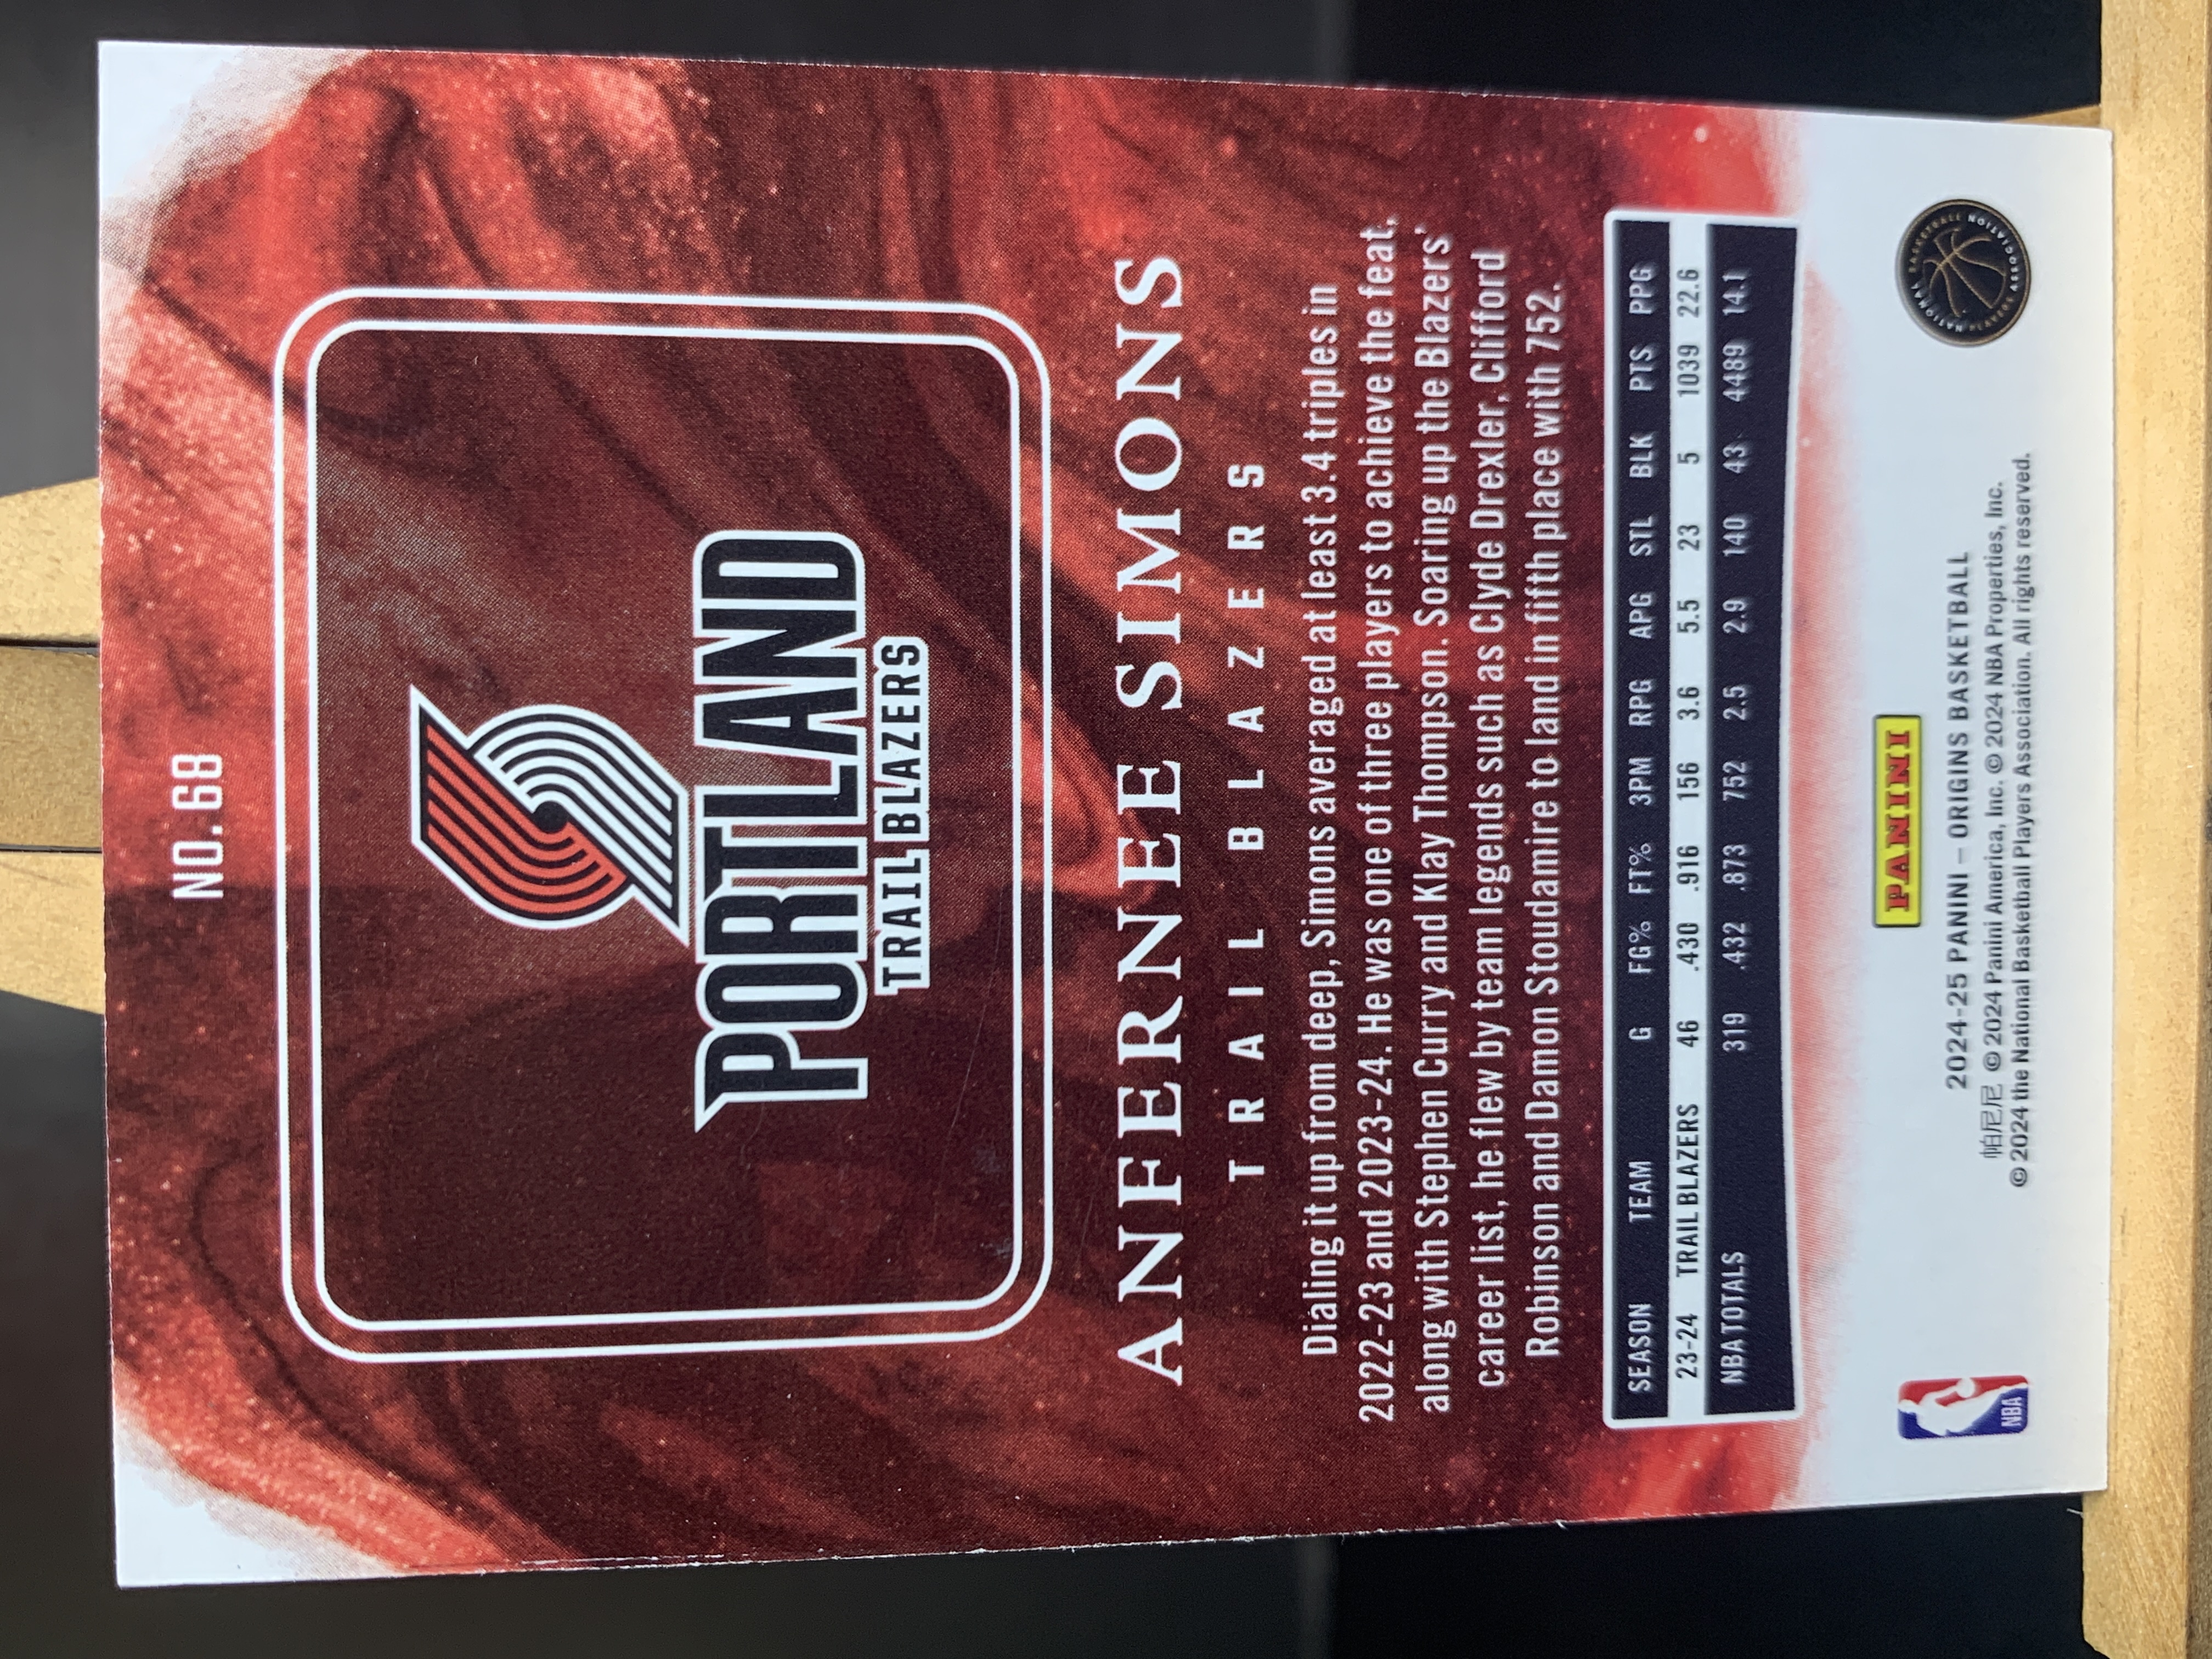 NO. 68
PORTLAND
TRAIL BLAZERS
ANFERNEE SIMONS
TRAIL BLAZERS
Dialing it up from deep, Simons averaged at least 3.4 triples in
2022-23 and 2023-24. He was one of three players to achieve the feat,
along with Stephen Curry and Klay Thompson. Soaring up the Blazers'
career list, he flew by team legends such as Clyde Drexler, Clifford
Robinson and Damon Stoudamire to land in fifth place with 752.
SEASON TEAM G FG% FT% 3PM RPG APG STL BLK PTS PPG
23-24 TRAIL BLAZERS 46 .430 .916 156 3.6 5.5 23 5 1039 22.6
NBA TOTALS 319 .432 .873 752 2.5 2.9 140 43 4489 14.1
PANINI
NBA
2024-25 PANINI – ORIGINS BASKETBALL
帕尼尼 © 2024 Panini America, Inc. © 2024 NBA Properties, Inc.
© 2024 the National Basketball Players Association. All rights reserved.
NATIONAL BASKETBALL
PLAYERS ASSOCIATION